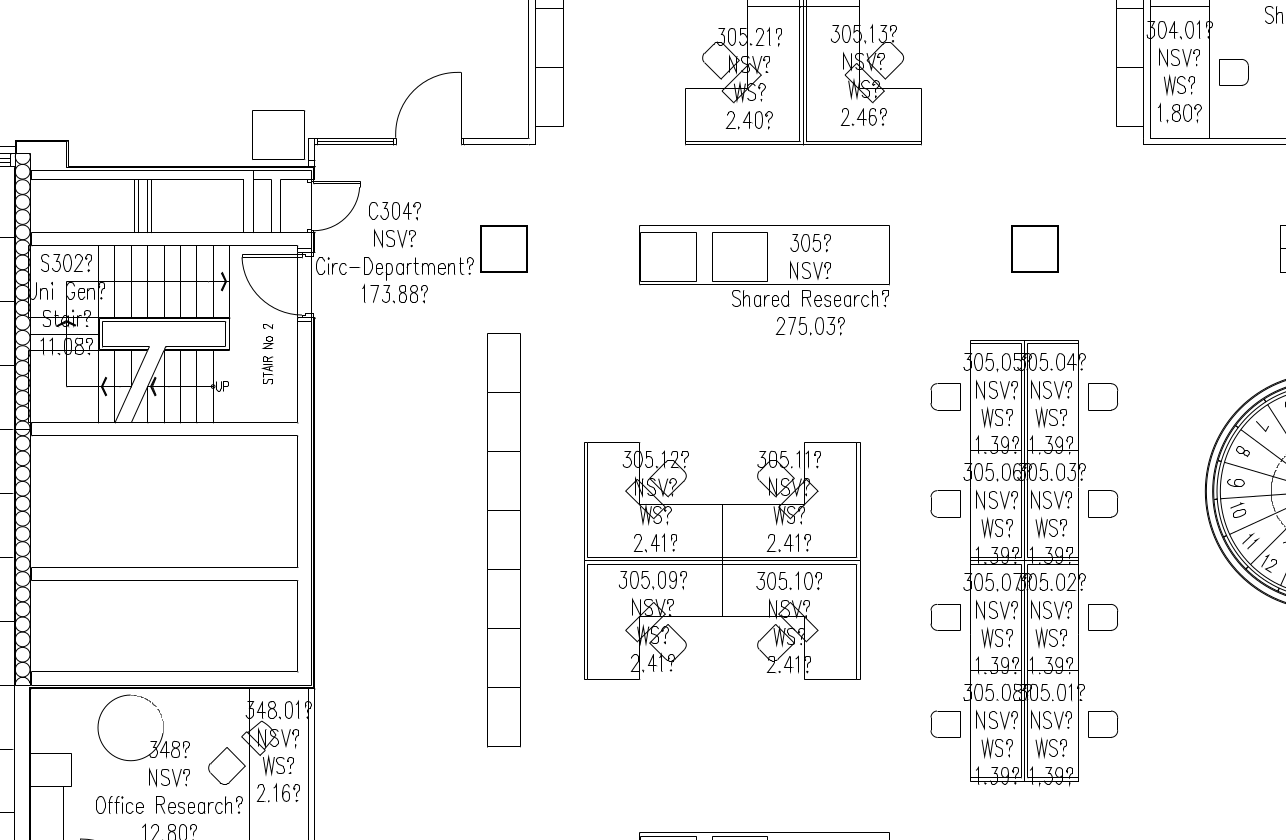 305.21?
NSV?
WS?
2.40?
305.13?
NSV?
WS?
2.46?
Sh
304.01?
NSV?
WS?
1.80?
C304?
NSV?
Circ-Department?
173.88?
305?
NSV?
Shared Research?
275.03?
S302?
Uni Gen?
Stair?
11.08?
STAIR No 2
UP
305.05?
NSV?
WS?
1.39?
305.04?
NSV?
WS?
1.39?
305.12?
NSV?
WS?
2.41?
305.11?
NSV?
WS?
2.41?
305.06?
NSV?
WS?
1.39?
305.03?
NSV?
WS?
1.39?
7
8
9
10
11
12
305.09?
NSV?
WS?
2.41?
305.10?
NSV?
WS?
2.41?
305.07?
NSV?
WS?
1.39?
305.02?
NSV?
WS?
1.39?
305.08?
NSV?
WS?
1.39?
305.01?
NSV?
WS?
1.39?
348.01?
NSV?
WS?
2.16?
348?
NSV?
Office Research?
12.80?